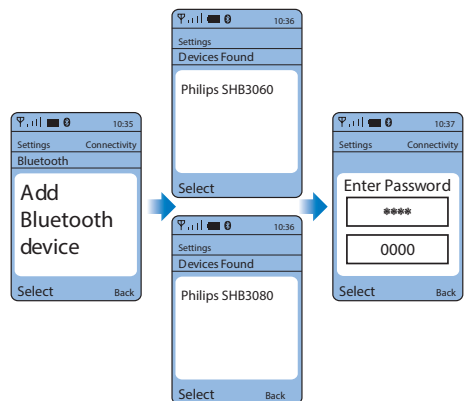 10:35
Settings Connectivity
Bluetooth
Add
Bluetooth
device
Select Back
10:36
Settings
Devices Found
Philips SHB3060
Select
10:36
Settings
Devices Found
Philips SHB3080
Select Back
10:37
Settings Connectivity
Enter Password
****
0000
Select Back